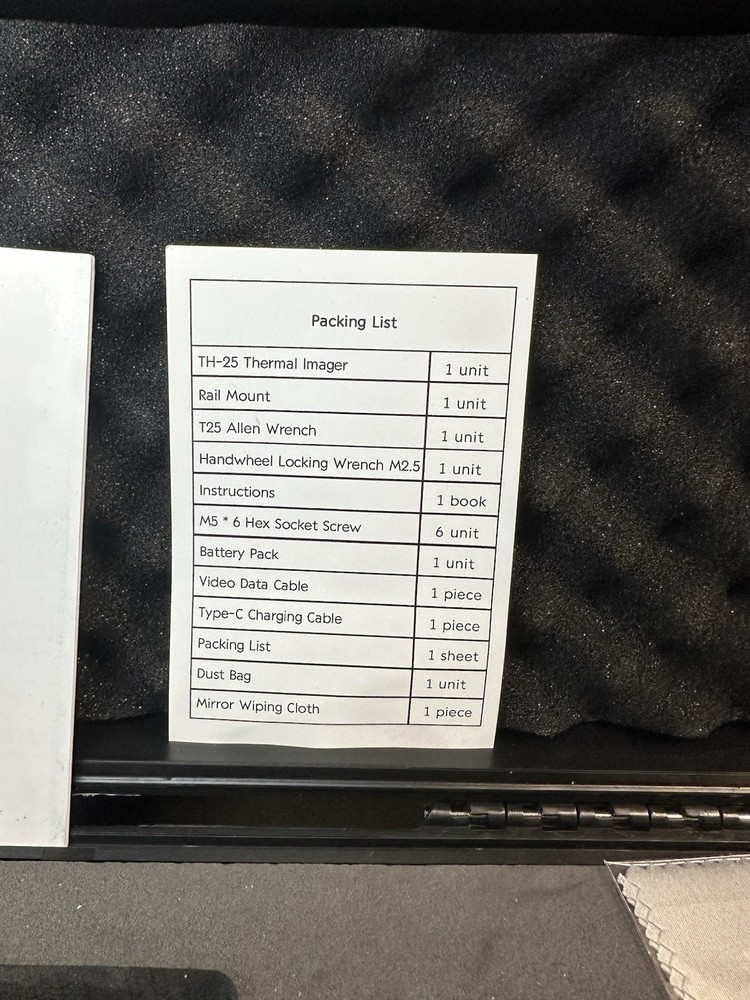 Packing List
TH-25 Thermal Imager 1 unit
Rail Mount 1 unit
T25 Allen Wrench 1 unit
Handwheel Locking Wrench M2.5 1 unit
Instructions 1 book
M5 * 6 Hex Socket Screw 6 unit
Battery Pack 1 unit
Video Data Cable 1 piece
Type-C Charging Cable 1 piece
Packing List 1 sheet
Dust Bag 1 unit
Mirror Wiping Cloth 1 piece